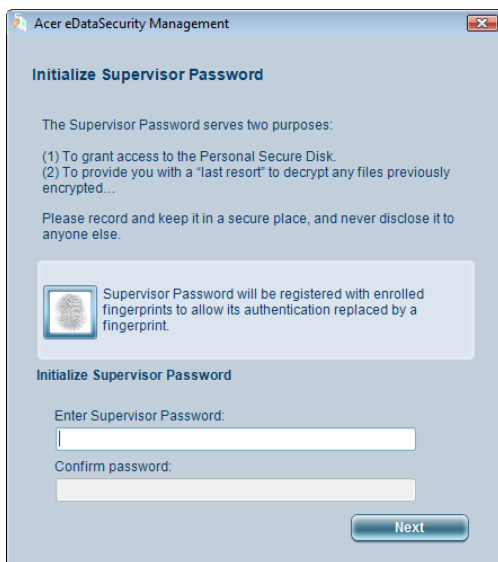 Acer eDataSecurity Management
Initialize Supervisor Password
The Supervisor Password serves two purposes:
(1) To grant access to the Personal Secure Disk.
(2) To provide you with a “last resort” to decrypt any files previously
encrypted...
Please record and keep it in a secure place, and never disclose it to
anyone else.
Supervisor Password will be registered with enrolled
fingerprints to allow its authentication replaced by a
fingerprint.
Initialize Supervisor Password
Enter Supervisor Password:
Confirm password:
Next